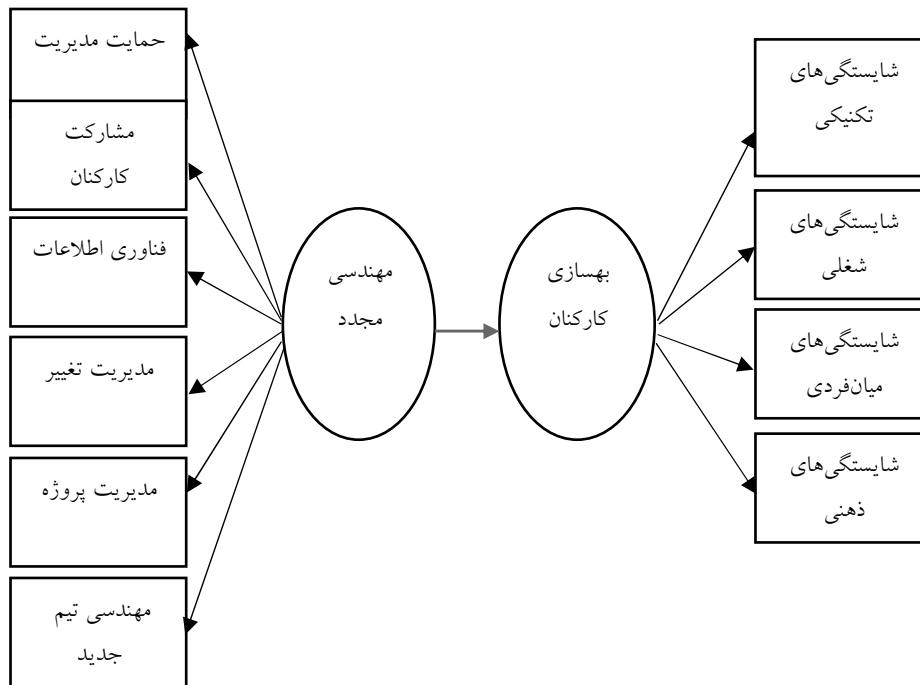 حمایت مدیریت
مشارکت
کارکنان
فناوری اطلاعات
مدیریت تغییر
مدیریت پروژه
مهندسی تیم
جدید
مهندسی
مجدد
بهسازی
کارکنان
شایستگی‌های
تکنیکی
شایستگی‌های
شغلی
شایستگی‌های
میان‌فردی
شایستگی‌های
ذهنی